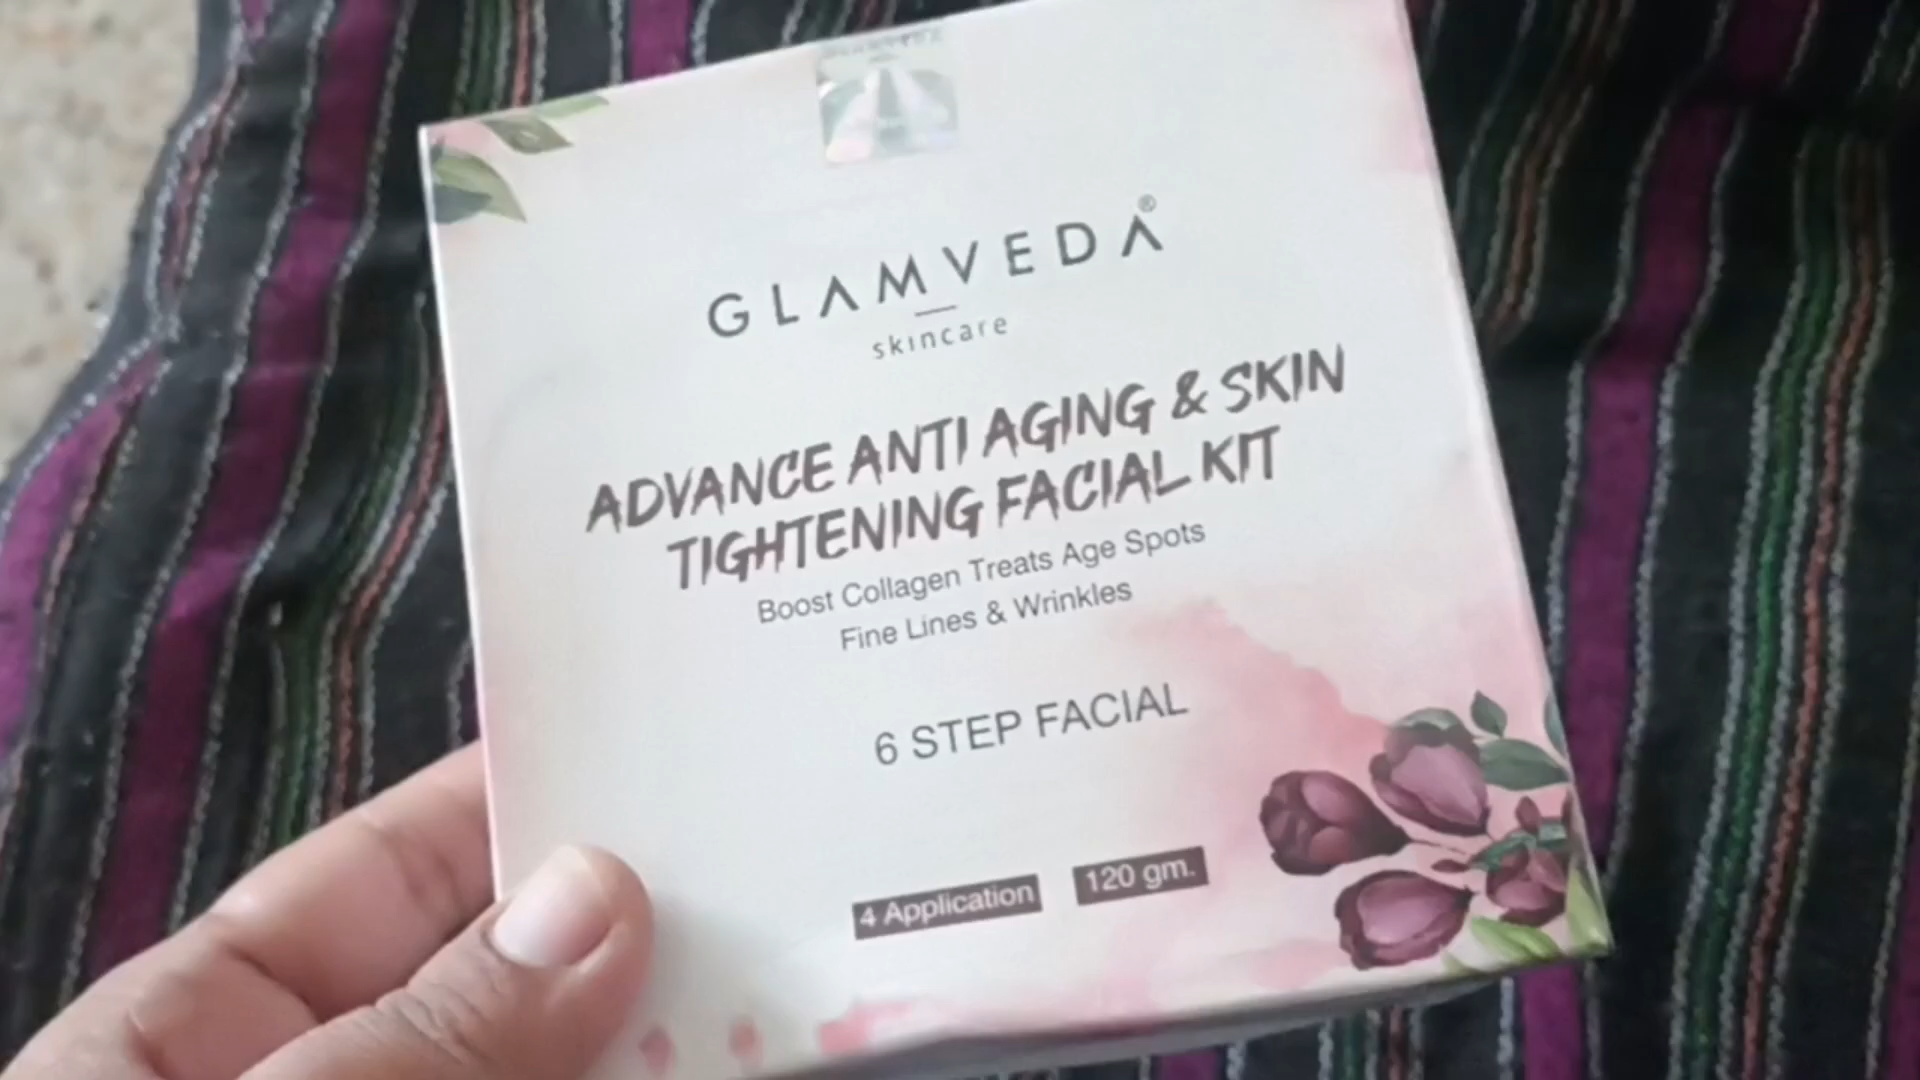 GLAMVEDA®
skincare
ADVANCE ANTI AGING & SKIN
TIGHTENING FACIAL KIT
Boost Collagen Treats Age Spots
Fine Lines & Wrinkles
6 STEP FACIAL
4 Application
120 gm.